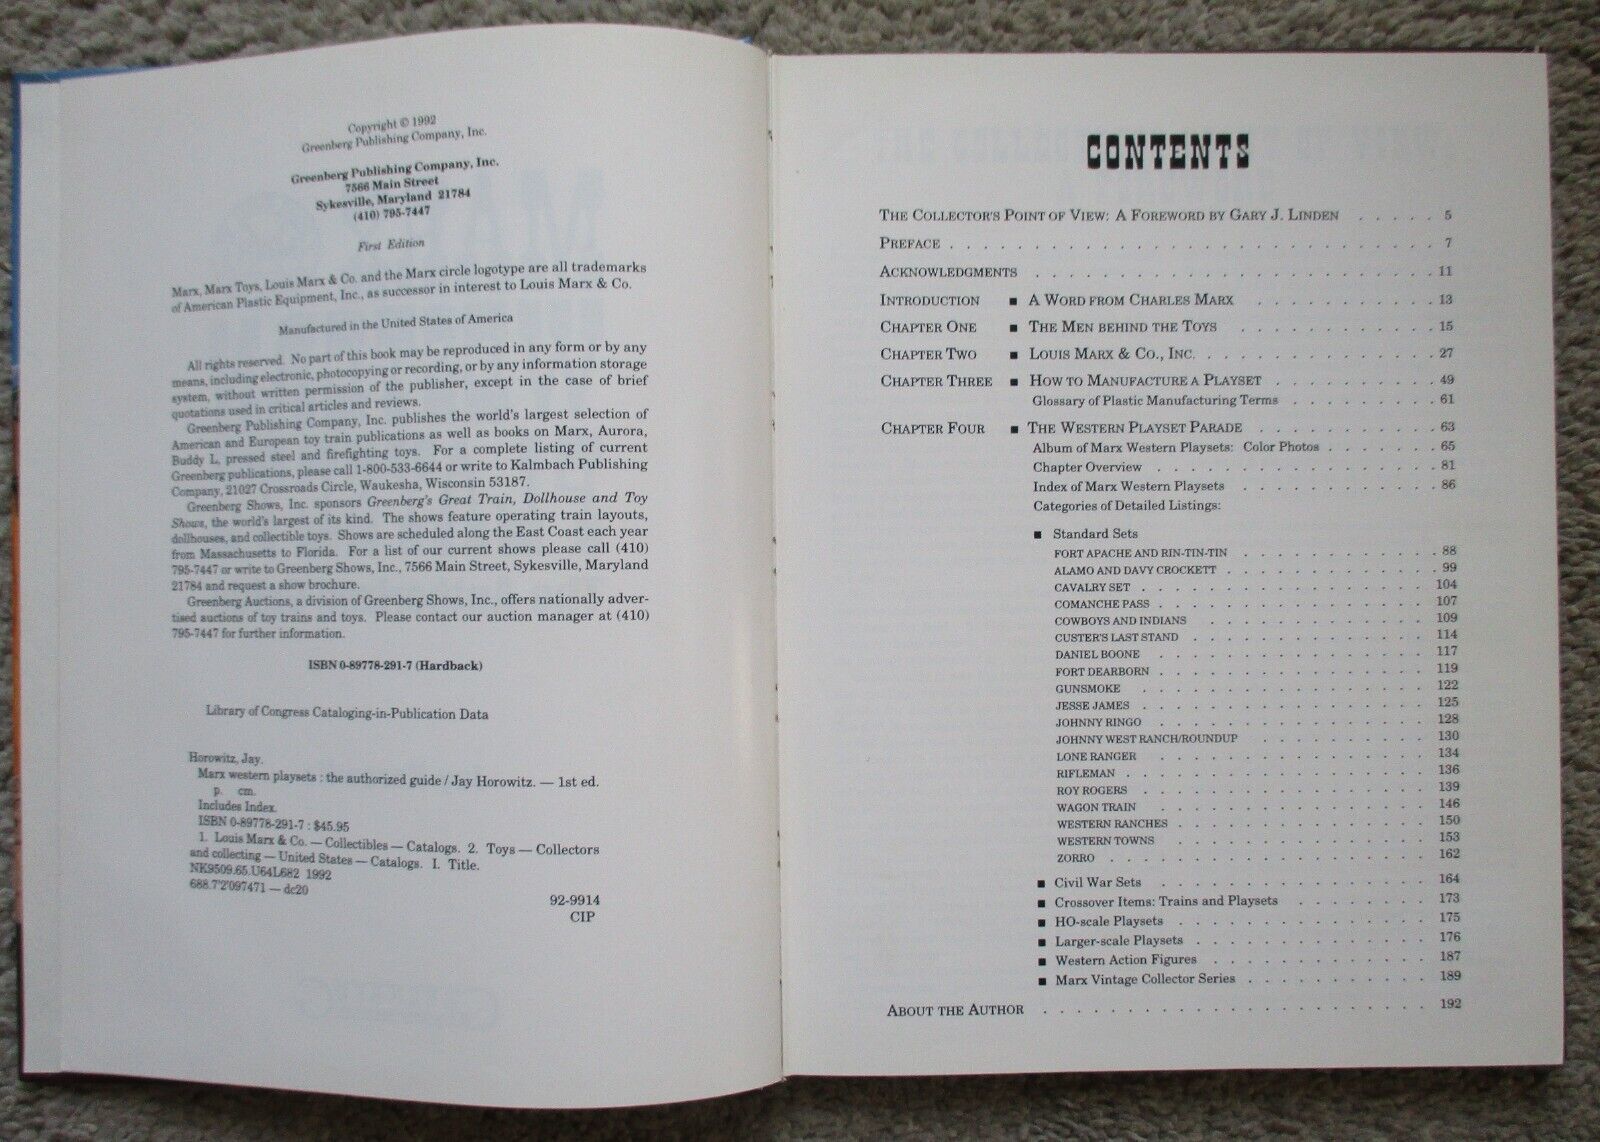 Copyright © 1992
Greenberg Publishing Company, Inc.
Greenberg Publishing Company, Inc.
7566 Main Street
Sykesville, Maryland 21784
(410) 795-7447
First Edition
Marx, Marx Toys, Louis Marx & Co. and the Marx circle logotype are all trademarks
of American Plastic Equipment, Inc., as successor in interest to Louis Marx & Co.
Manufactured in the United States of America
All rights reserved. No part of this book may be reproduced in any form or by any
means, including electronic, photocopying or recording, or by any information storage
system, without written permission of the publisher, except in the case of brief
quotations used in critical articles and reviews.
Greenberg Publishing Company, Inc. publishes the world's largest selection of
American and European toy train publications as well as books on Marx, Aurora,
Buddy L, pressed steel and firefighting toys. For a complete listing of current
Greenberg publications, please call 1-800-533-6644 or write to Kalmbach Publishing
Company, 21027 Crossroads Circle, Waukesha, Wisconsin 53187.
Greenberg Shows, Inc. sponsors Greenberg's Great Train, Dollhouse and Toy
Shows, the world's largest of its kind. The shows feature operating train layouts,
dollhouses, and collectible toys. Shows are scheduled along the East Coast each year
from Massachusetts to Florida. For a list of our current shows please call (410)
795-7447 or write to Greenberg Shows, Inc., 7566 Main Street, Sykesville, Maryland
21784 and request a show brochure.
Greenberg Auctions, a division of Greenberg Shows, Inc., offers nationally adver-
tised auctions of toy trains and toys. Please contact our auction manager at (410)
795-7447 for further information.
ISBN 0-89778-291-7 (Hardback)
Library of Congress Cataloging-in-Publication Data
Horowitz, Jay.
Marx western playsets : the authorized guide / Jay Horowitz. — 1st ed.
p. cm.
Includes Index.
ISBN 0-89778-291-7 : $45.95
1. Louis Marx & Co. — Collectibles — Catalogs. 2. Toys — Collectors
and collecting — United States — Catalogs. I. Title.
NK9509.65.U64L682 1992
688.7'2'097471 — dc20
92-9914
CIP
CONTENTS
THE COLLECTOR'S POINT OF VIEW: A FOREWORD BY GARY J. LINDEN . . . . . 5
PREFACE . . . . . 7
ACKNOWLEDGMENTS . . . . . 11
INTRODUCTION ■ A WORD FROM CHARLES MARX . . . . . 13
CHAPTER ONE ■ THE MEN BEHIND THE TOYS . . . . . 15
CHAPTER TWO ■ LOUIS MARX & CO., INC. . . . . . 27
CHAPTER THREE ■ HOW TO MANUFACTURE A PLAYSET . . . . . 49
Glossary of Plastic Manufacturing Terms . . . . . 61
CHAPTER FOUR ■ THE WESTERN PLAYSET PARADE . . . . . 63
Album of Marx Western Playsets: Color Photos . . . . . 65
Chapter Overview . . . . . 81
Index of Marx Western Playsets . . . . . 86
Categories of Detailed Listings:
■ Standard Sets
FORT APACHE AND RIN-TIN-TIN . . . . . 88
ALAMO AND DAVY CROCKETT . . . . . 99
CAVALRY SET . . . . . 104
COMANCHE PASS . . . . . 107
COWBOYS AND INDIANS . . . . . 109
CUSTER'S LAST STAND . . . . . 114
DANIEL BOONE . . . . . 117
FORT DEARBORN . . . . . 119
GUNSMOKE . . . . . 122
JESSE JAMES . . . . . 125
JOHNNY RINGO . . . . . 128
JOHNNY WEST RANCH/ROUNDUP . . . . . 130
LONE RANGER . . . . . 134
RIFLEMAN . . . . . 136
ROY ROGERS . . . . . 139
WAGON TRAIN . . . . . 146
WESTERN RANCHES . . . . . 150
WESTERN TOWNS . . . . . 153
ZORRO . . . . . 162
■ Civil War Sets . . . . . 164
■ Crossover Items: Trains and Playsets . . . . . 173
■ HO-scale Playsets . . . . . 175
■ Larger-scale Playsets . . . . . 176
■ Western Action Figures . . . . . 187
■ Marx Vintage Collector Series . . . . . 189
ABOUT THE AUTHOR . . . . . 192